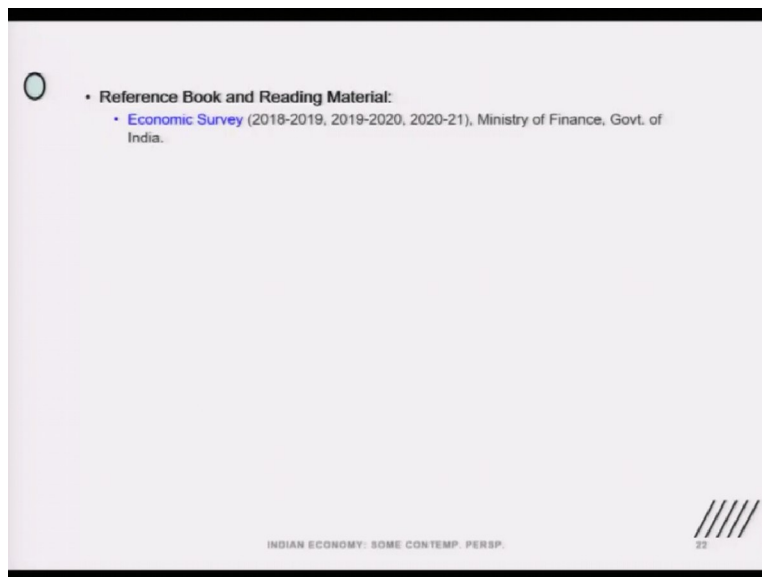 • Reference Book and Reading Material:
• Economic Survey (2018-2019, 2019-2020, 2020-21), Ministry of Finance, Govt. of
India.
INDIAN ECONOMY: SOME CONTEMP. PERSP.
22